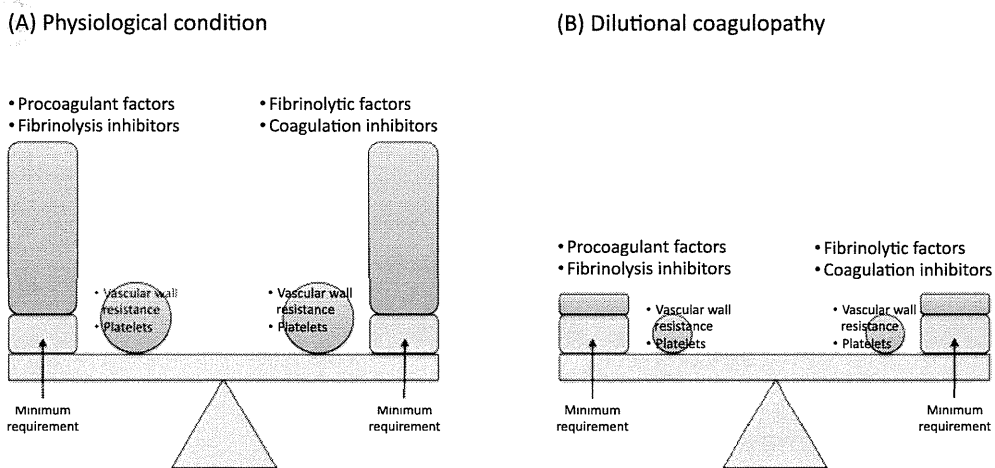 (A) Physiological condition
• Procoagulant factors
• Fibrinolysis inhibitors
• Fibrinolytic factors
• Coagulation inhibitors
• Vascular wall
resistance
• Platelets
• Vascular wall
resistance
• Platelets
Minimum
requirement
Minimum
requirement
(B) Dilutional coagulopathy
• Procoagulant factors
• Fibrinolysis inhibitors
• Fibrinolytic factors
• Coagulation inhibitors
• Vascular wall
resistance
• Platelets
• Vascular wall
resistance
• Platelets
Minimum
requirement
Minimum
requirement